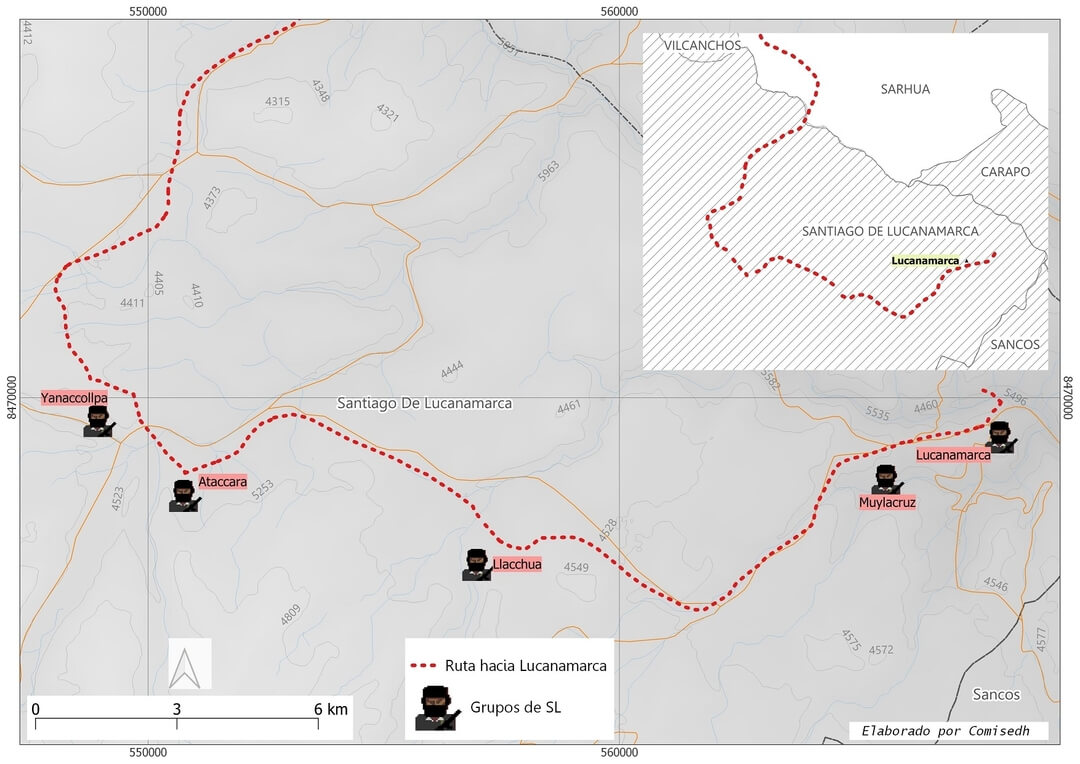 550000
560000
4412
5851
VILCANCHOS
4348
4315
4321
SARHUA
5963
CARAPO
4373
SANTIAGO DE LUCANAMARCA
Lucanamarca
4405
4410
4411
SANCOS
4444
5582
8470000
8470000
Yanaccollpa
Santiago De Lucanamarca
4461
5535
4460
5496
Lucanamarca
Ataccara
5253
4523
Muylacruz
4528
Llacchua
4549
4546
4809
4575
4572
4577
Ruta hacia Lucanamarca
Grupos de SL
Sancos
0 3 6 km
Elaborado por Comisedh
550000
560000